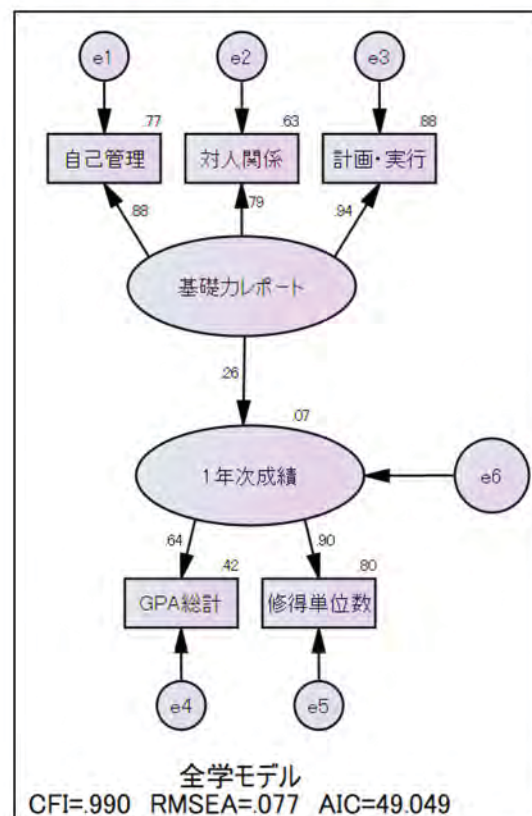 e1 e2 e3
.77 .63 .88
自己管理 対人関係 計画・実行
.88 .79 .94
基礎力レポート
.26
.07
1年次成績 e6
.64 .90
.42 .80
GPA総計 修得単位数
e4 e5
全学モデル
CFI=.990 RMSEA=.077 AIC=49.049